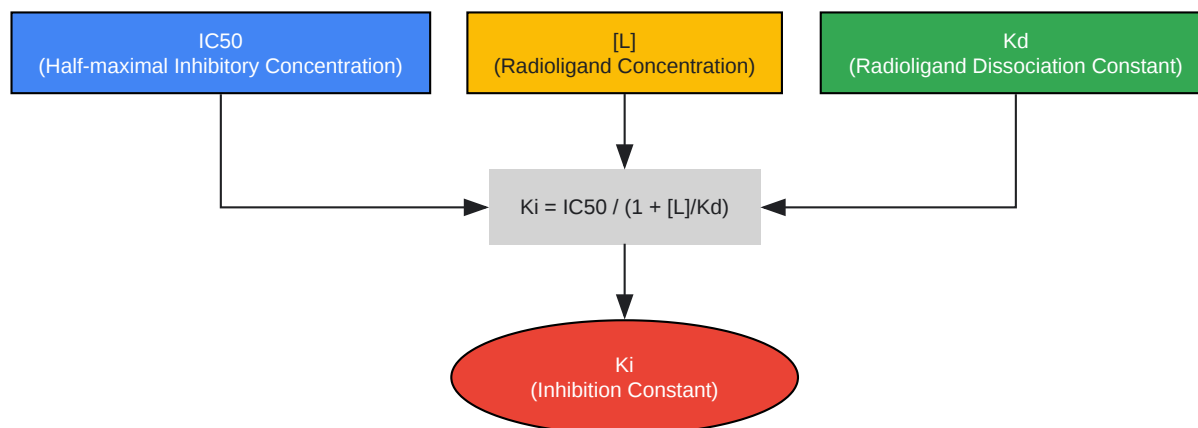 IC50
(Half-maximal Inhibitory Concentration)
[L]
(Radioligand Concentration)
Kd
(Radioligand Dissociation Constant)
Ki = IC50 / (1 + [L]/Kd)
Ki
(Inhibition Constant)